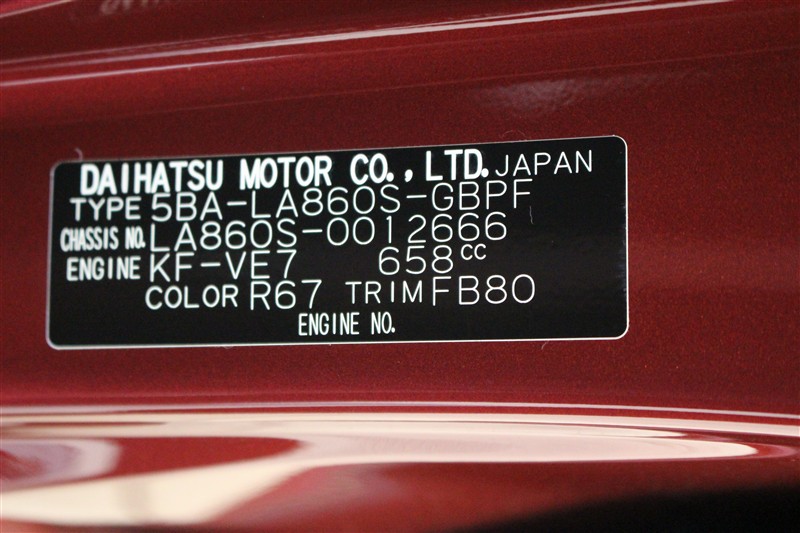 DAIHATSU MOTOR CO., LTD. JAPAN
TYPE 5BA-LA860S-GBPF
CHASSIS NO. LA860S-0012666
ENGINE KF-VE7 658cc
COLOR R67 TRIM FB80
ENGINE NO.